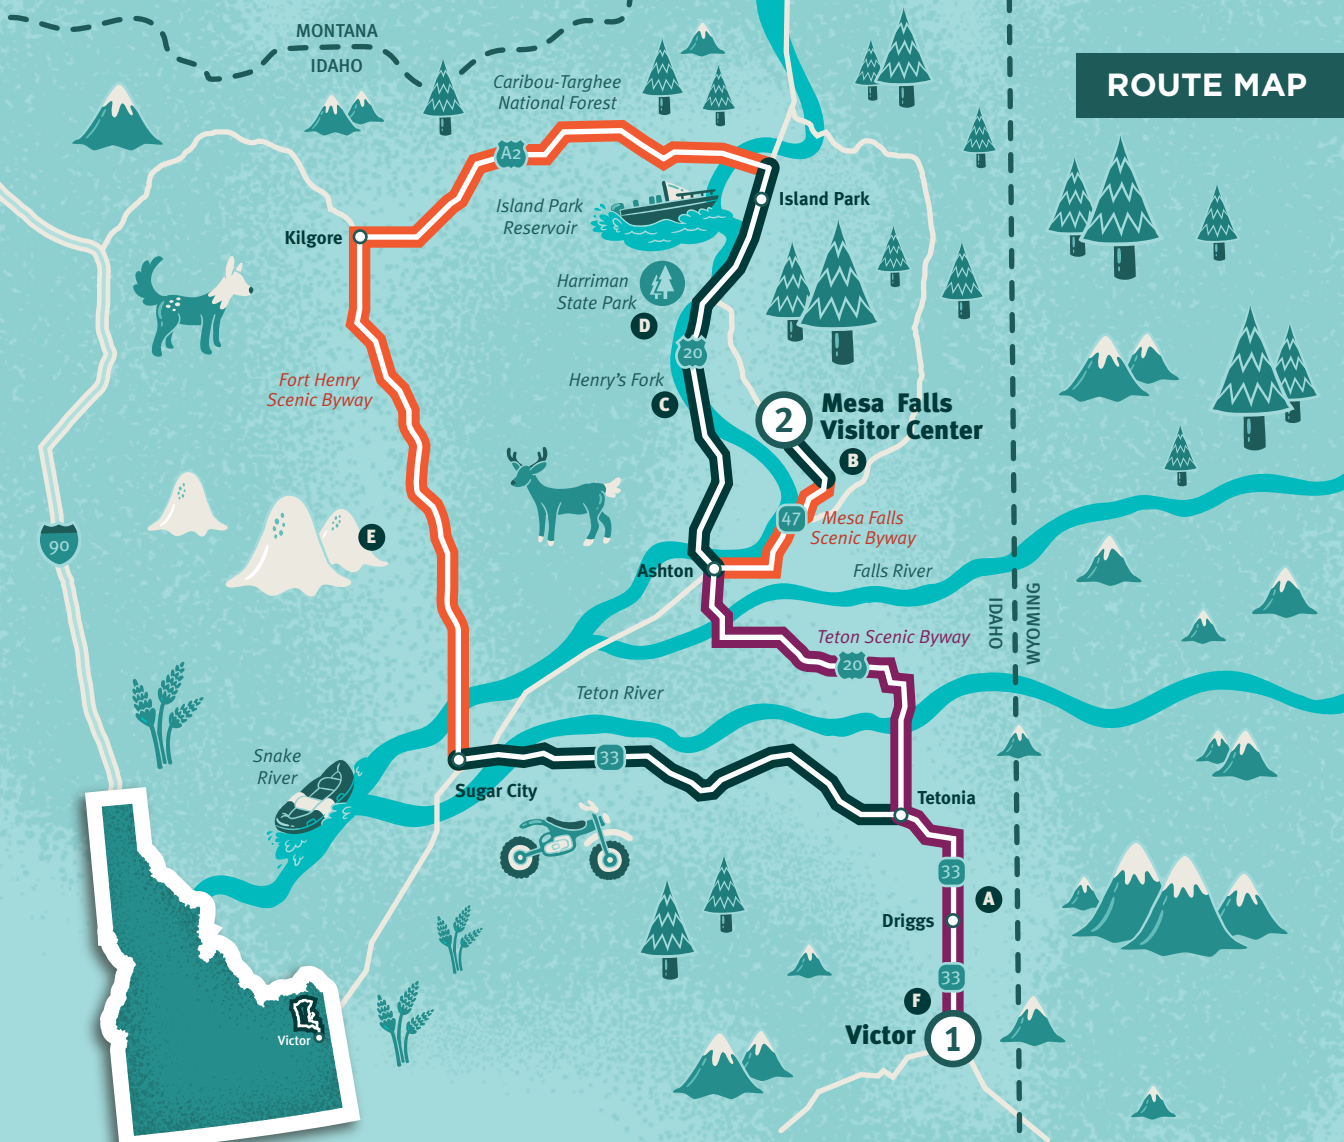 MONTANA
IDAHO
ROUTE MAP
Caribou-Targhee
National Forest
A2
Island Park
Island Park
Reservoir
Kilgore
Harriman
State Park
D
20
Fort Henry
Scenic Byway
Henry's Fork
C
2
Mesa Falls
Visitor Center
B
47
Mesa Falls
Scenic Byway
E
90
Ashton
Falls River
IDAHO
WYOMING
Teton Scenic Byway
20
Teton River
Snake
River
33
Sugar City
Tetonia
33
A
Driggs
33
F
Victor
1
Victor